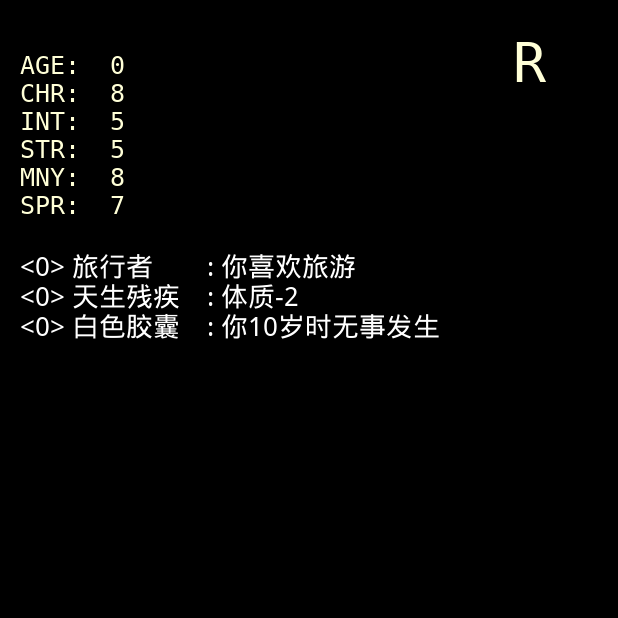 R
AGE: 0
CHR: 8
INT: 5
STR: 5
MNY: 8
SPR: 7
<0> 旅行者 : 你喜欢旅游
<0> 天生残疾 : 体质-2
<0> 白色胶囊 : 你10岁时无事发生